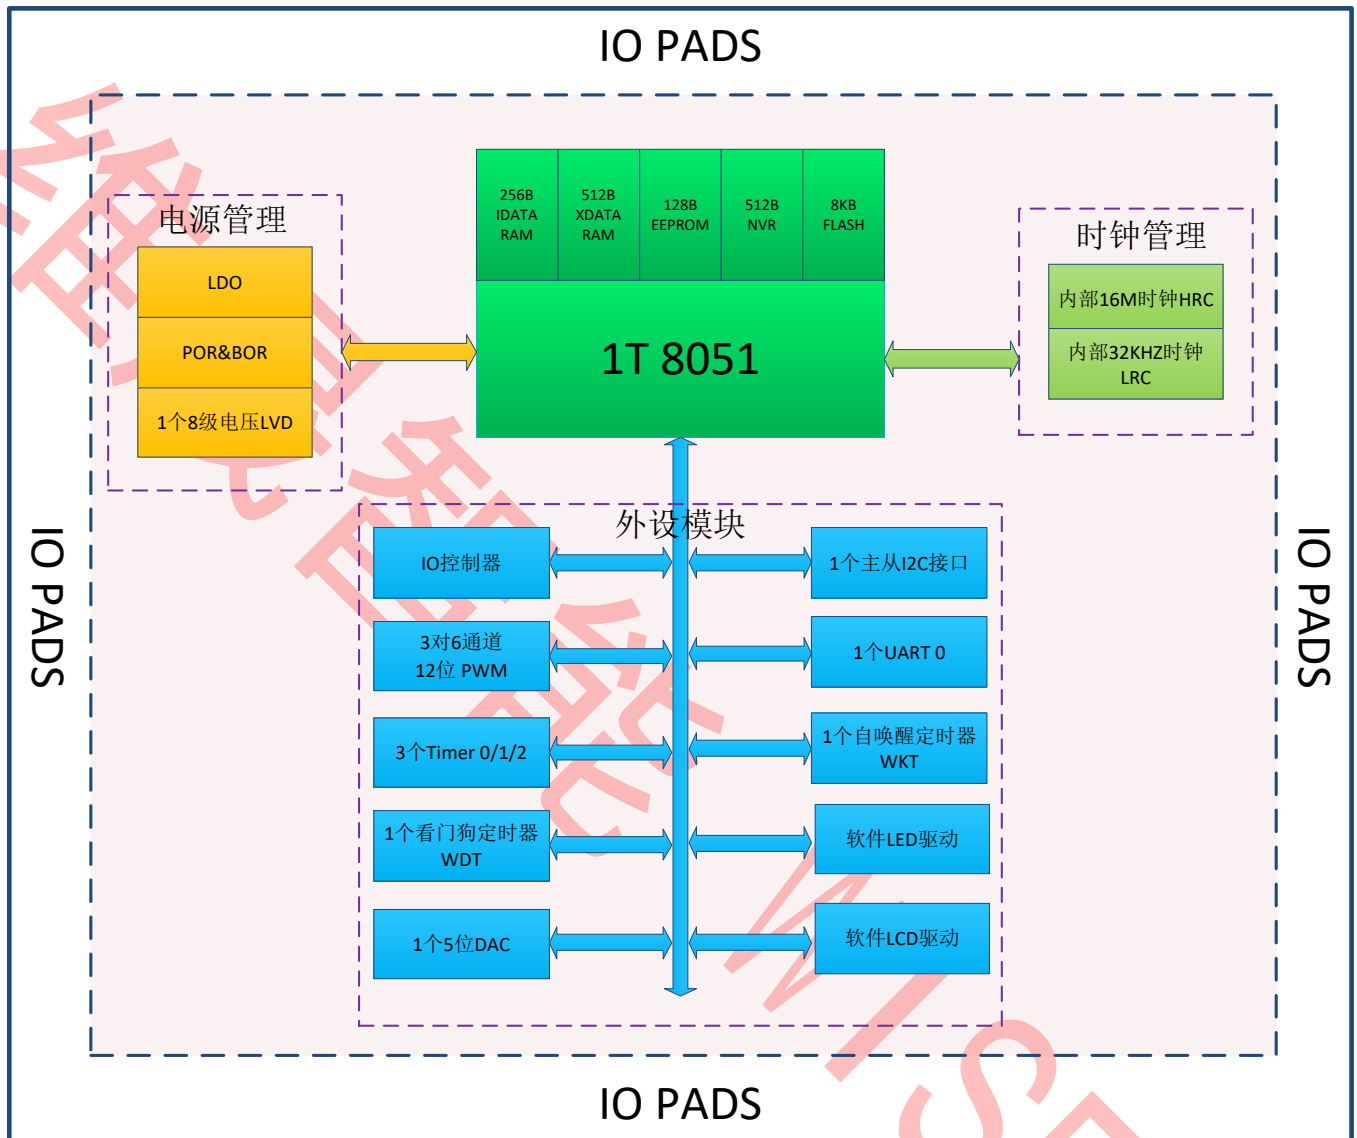 IO PADS
256B
IDATA
RAM
512B
XDATA
RAM
128B
EEPROM
512B
NVR
8KB
FLASH
1T 8051
电源管理
LDO
POR&BOR
1个8级电压LVD
时钟管理
内部16M时钟HRC
内部32KHZ时钟
LRC
IO PADS
IO PADS
外设模块
IO控制器
1个主从I2C接口
3对6通道
12位 PWM
1个UART 0
3个Timer 0/1/2
1个自唤醒定时器
WKT
1个看门狗定时器
WDT
软件LED驱动
1个5位DAC
软件LCD驱动
IO PADS
维晟智能 WISE